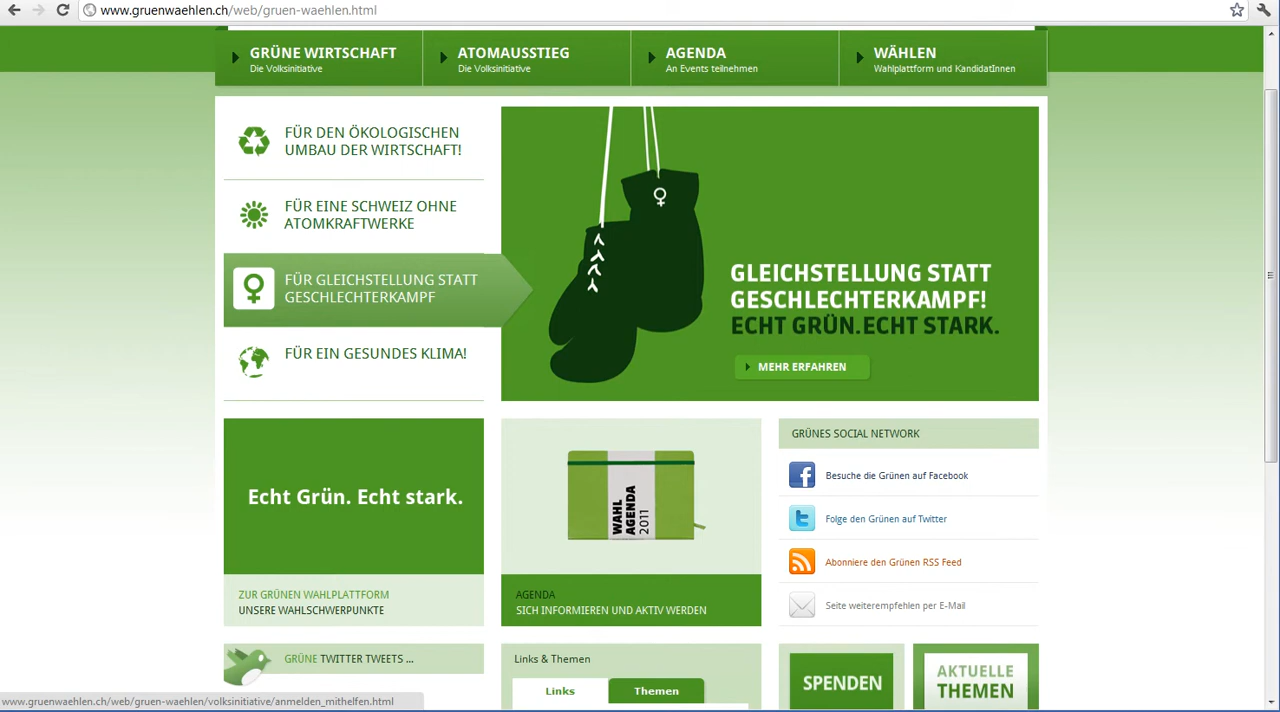 www.gruenwaehlen.ch/web/gruen-waehlen.html
GRÜNE WIRTSCHAFT
Die Volksinitiative
ATOMAUSSTIEG
Die Volksinitiative
AGENDA
An Events teilnehmen
WÄHLEN
Wahlplattform und KandidatInnen
FÜR DEN ÖKOLOGISCHEN
UMBAU DER WIRTSCHAFT!
FÜR EINE SCHWEIZ OHNE
ATOMKRAFTWERKE
FÜR GLEICHSTELLUNG STATT
GESCHLECHTERKAMPF
FÜR EIN GESUNDES KLIMA!
GLEICHSTELLUNG STATT
GESCHLECHTERKAMPF!
ECHT GRÜN.ECHT STARK.
MEHR ERFAHREN
Echt Grün. Echt stark.
ZUR GRÜNEN WAHLPLATTFORM
UNSERE WAHLSCHWERPUNKTE
WAHL
AGENDA
2011
AGENDA
SICH INFORMIEREN UND AKTIV WERDEN
GRÜNES SOCIAL NETWORK
Besuche die Grünen auf Facebook
Folge den Grünen auf Twitter
Abonniere den Grünen RSS Feed
Seite weiterempfehlen per E-Mail
GRÜNE TWITTER TWEETS ...
Links & Themen
Links
Themen
SPENDEN
AKTUELLE
THEMEN
www.gruenwaehlen.ch/web/gruen-waehlen/volksinitiative/anmelden_mithelfen.html